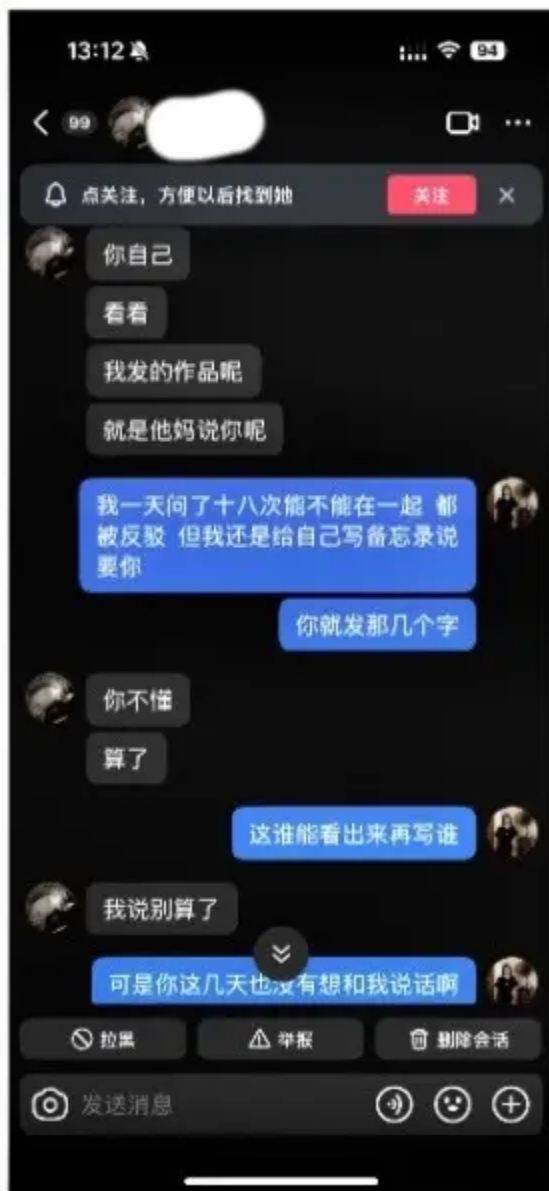 13:12
94
99
点关注，方便以后找到她
关注
你自己
看看
我发的作品呢
就是他妈说你呢
我一天问了十八次能不能在一起 都
被反驳 但我还是给自己写备忘录说
要你
你就发那几个字
你不懂
算了
这谁能看出来再写谁
我说别算了
可是你这几天也没有想和我说话啊
拉黑
举报
删除会话
发送消息